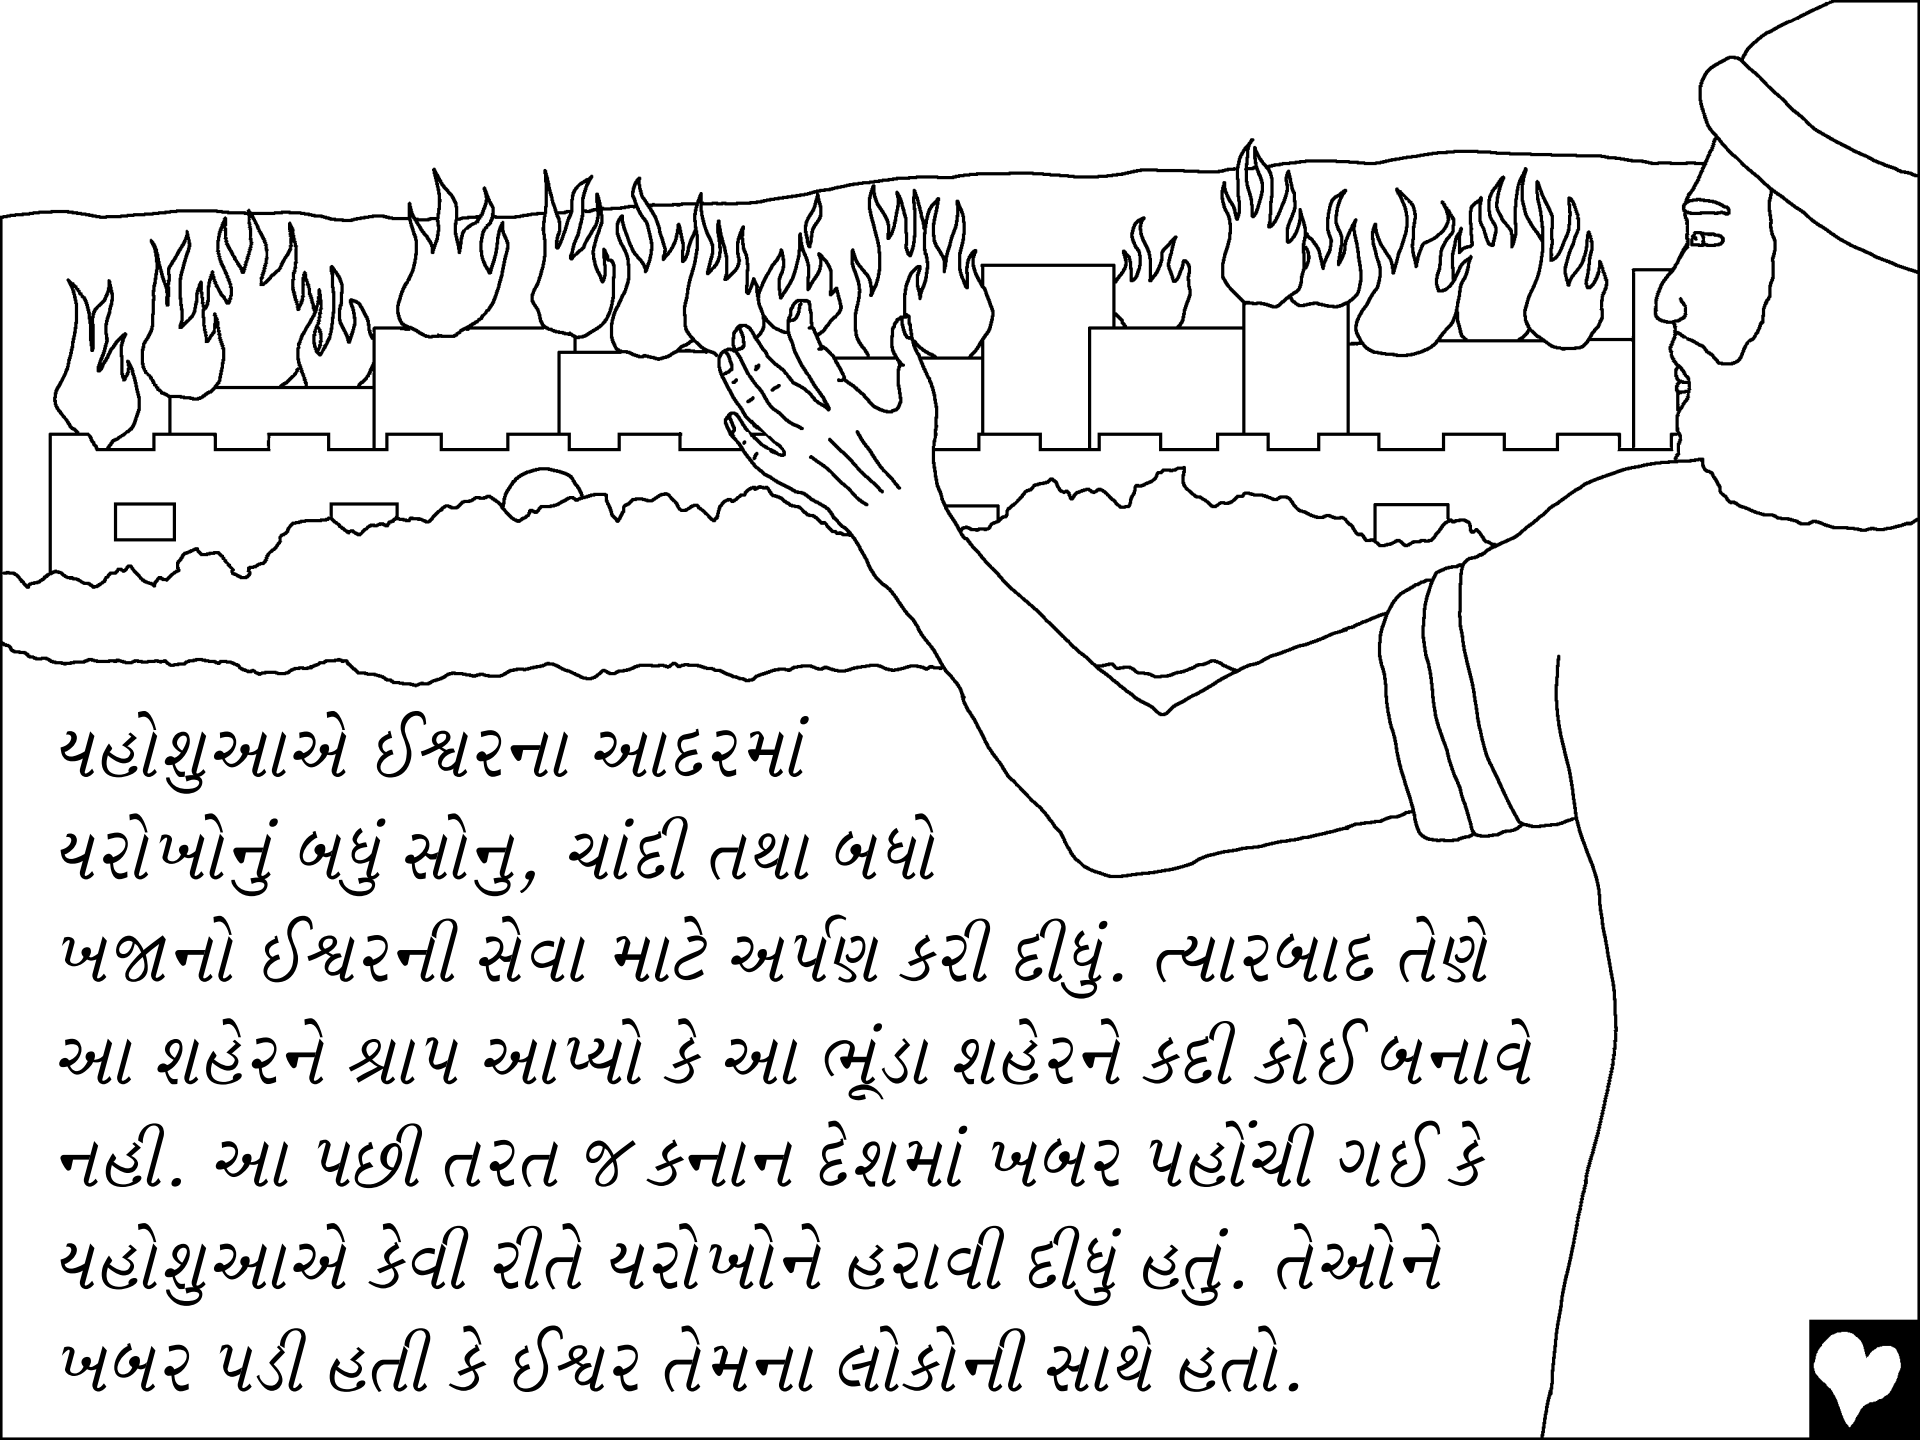 યહોશુઆએ ઈશ્વરના આદરમાં
યરોખોનું બધું સોનુ, ચાંદી તથા બધો
ખજાનો ઈશ્વરની સેવા માટે અર્પણ કરી દીધું. ત્યારબાદ તેણે
આ શહેરને શ્રાપ આપ્યો કે આ ભૂંડા શહેરને કદી કોઈ બનાવે
નહી. આ પછી તરત જ કનાન દેશમાં ખબર પહોંચી ગઈ કે
યહોશુઆએ કેવી રીતે યરોખોને હરાવી દીધું હતું. તેઓને
ખબર પડી હતી કે ઈશ્વર તેમના લોકોની સાથે હતો.